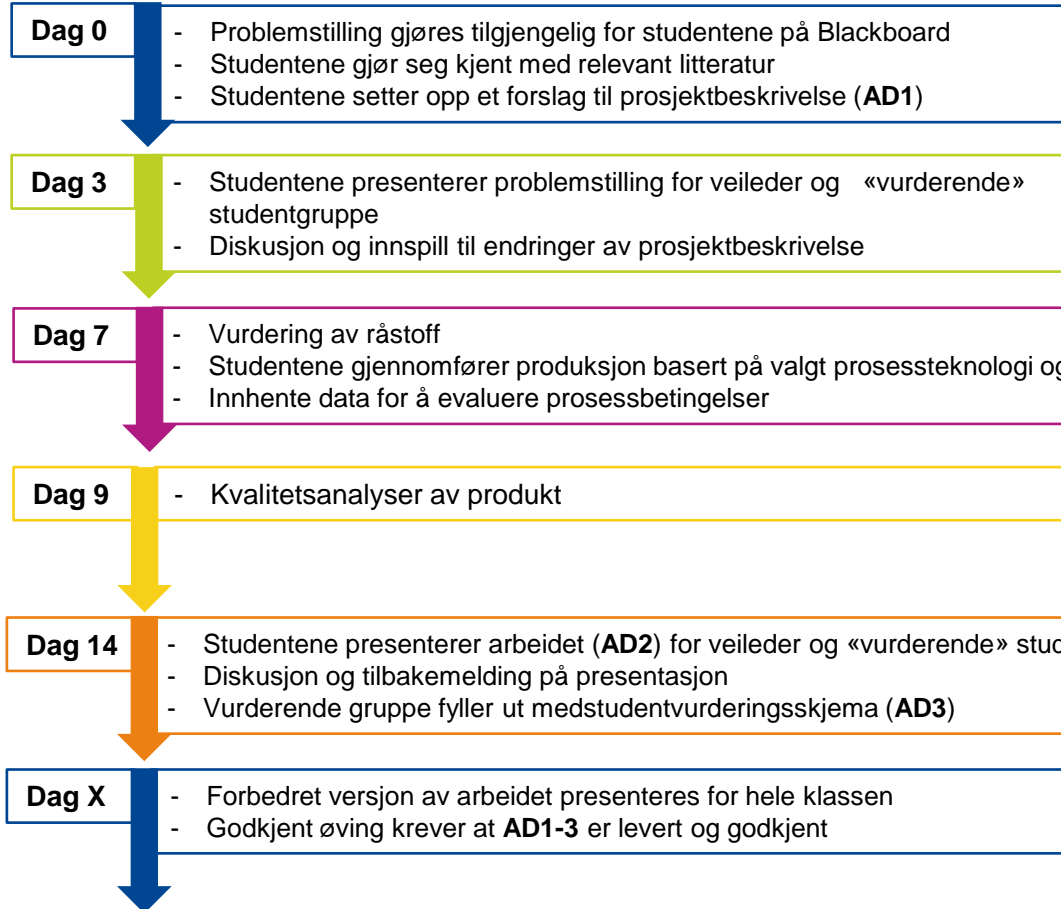 Dag 0
- Problemstilling gjøres tilgjengelig for studentene på Blackboard
- Studentene gjør seg kjent med relevant litteratur
- Studentene setter opp et forslag til prosjektbeskrivelse (AD1)
Dag 3
- Studentene presenterer problemstilling for veileder og «vurderende»
studentgruppe
- Diskusjon og innspill til endringer av prosjektbeskrivelse
Dag 7
- Vurdering av råstoff
- Studentene gjennomfører produksjon basert på valgt prosessteknologi og
- Innhente data for å evaluere prosessbetingelser
Dag 9
- Kvalitetsanalyser av produkt
Dag 14
- Studentene presenterer arbeidet (AD2) for veileder og «vurderende»
- Diskusjon og tilbakemelding på presentasjon
- Vurderende gruppe fyller ut medstudentvurderingsskjema (AD3)
Dag X
- Forbedret versjon av arbeidet presenteres for hele klassen
- Godkjent øving krever at AD1-3 er levert og godkjent